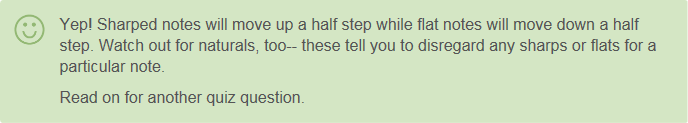 Yep! Sharped notes will move up a half step while flat notes will move down a half
step. Watch out for naturals, too-- these tell you to disregard any sharps or flats for a
particular note.
Read on for another quiz question.